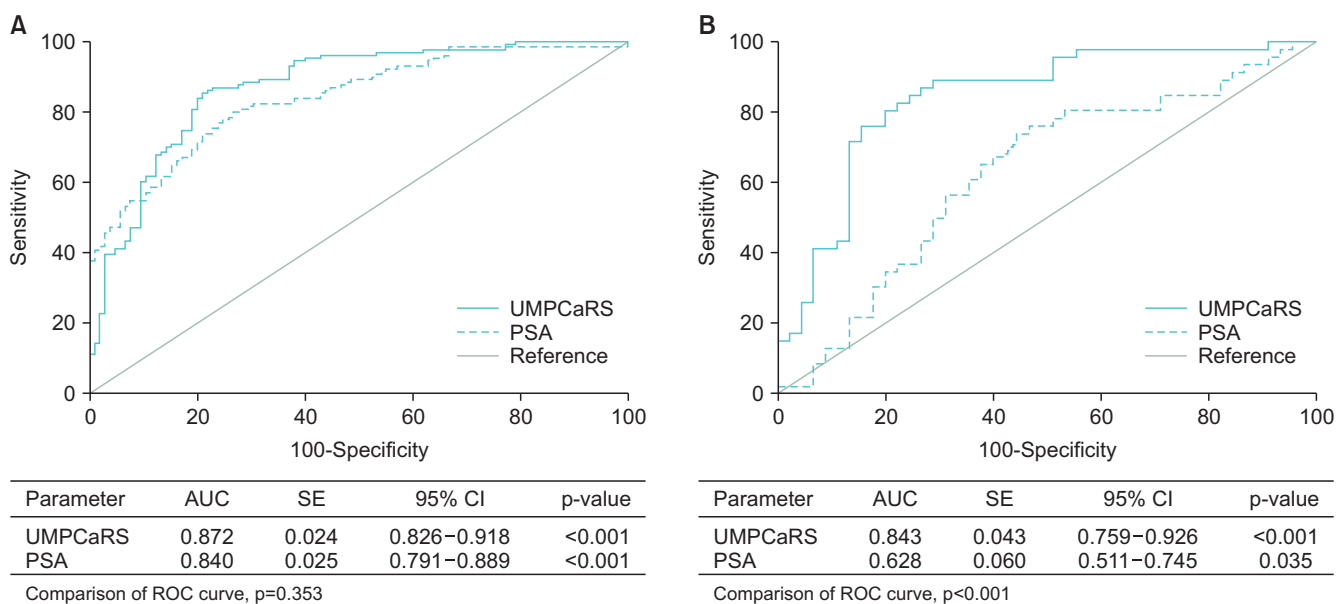 A
100
80
60
40
20
0
Sensitivity
UMPCaRS
PSA
Reference
0 20 40 60 80 100
100-Specificity
Parameter AUC SE 95% CI p-value
UMPCaRS 0.872 0.024 0.826–0.918 <0.001
PSA 0.840 0.025 0.791–0.889 <0.001
Comparison of ROC curve, p=0.353
B
100
80
60
40
20
0
Sensitivity
UMPCaRS
PSA
Reference
0 20 40 60 80 100
100-Specificity
Parameter AUC SE 95% CI p-value
UMPCaRS 0.843 0.043 0.759–0.926 <0.001
PSA 0.628 0.060 0.511–0.745 0.035
Comparison of ROC curve, p<0.001